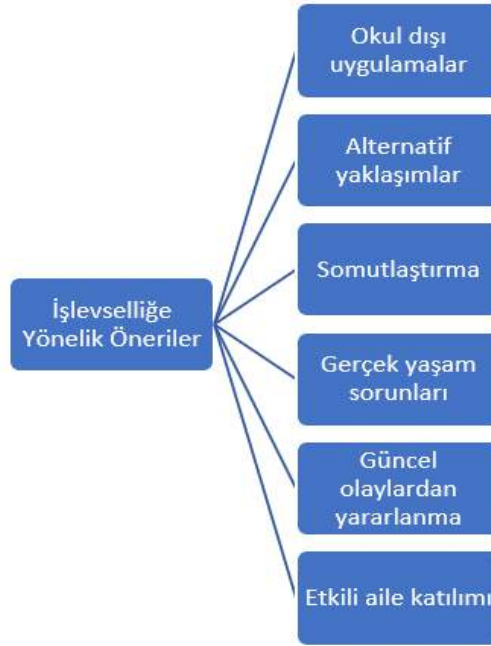 Okul dışı
uygulamalar
Alternatif
yaklaşımlar
Somutlaştırma
İşlevselliğe
Yönelik Öneriler
Gerçek yaşam
sorunları
Güncel
olaylardan
yararlanma
Etkili aile katılımı